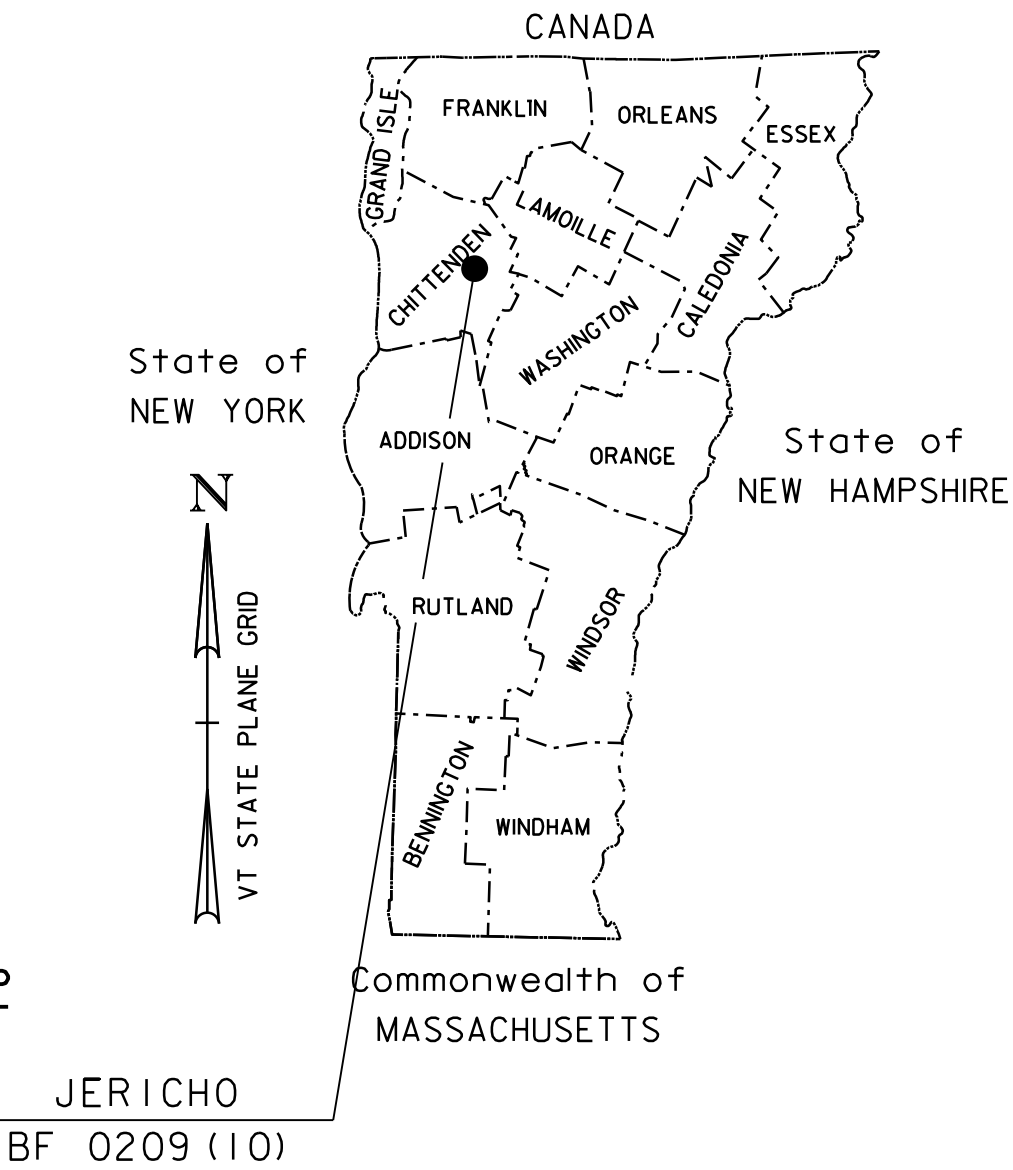 CANADA
FRANKLIN
ORLEANS
ESSEX
GRAND ISLE
LAMOILLE
CHITTENDEN
CALEDONIA
WASHINGTON
State of
NEW YORK
ADDISON
ORANGE
State of
NEW HAMPSHIRE
N
VT STATE PLANE GRID
RUTLAND
WINDSOR
BENNINGTON
WINDHAM
Commonwealth of
MASSACHUSETTS
JERICHO
BF 0209 (10)